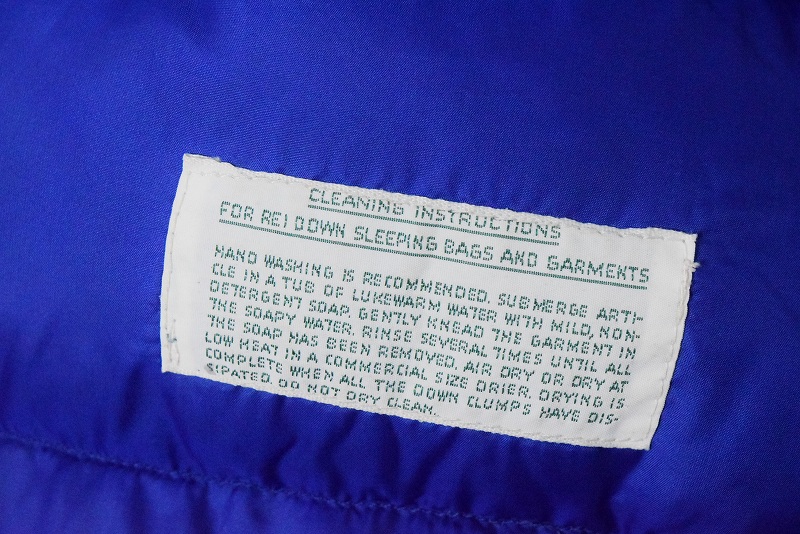 CLEANING INSTRUCTIONS
FOR REI DOWN SLEEPING BAGS AND GARMENTS
HAND WASHING IS RECOMMENDED. SUBMERGE ARTI-
CLE IN A TUB OF LUKEWARM WATER WITH MILD, NON-
DETERGENT SOAP. GENTLY KNEAD THE GARMENT IN
THE SOAPY WATER. RINSE SEVERAL TIMES UNTIL ALL
THE SOAP HAS BEEN REMOVED. AIR DRY OR DRY AT
LOW HEAT IN A COMMERCIAL SIZE DRIER. DRYING IS
COMPLETE WHEN ALL THE DOWN CLUMPS HAVE DIS-
SIPATED. DO NOT DRY CLEAN.